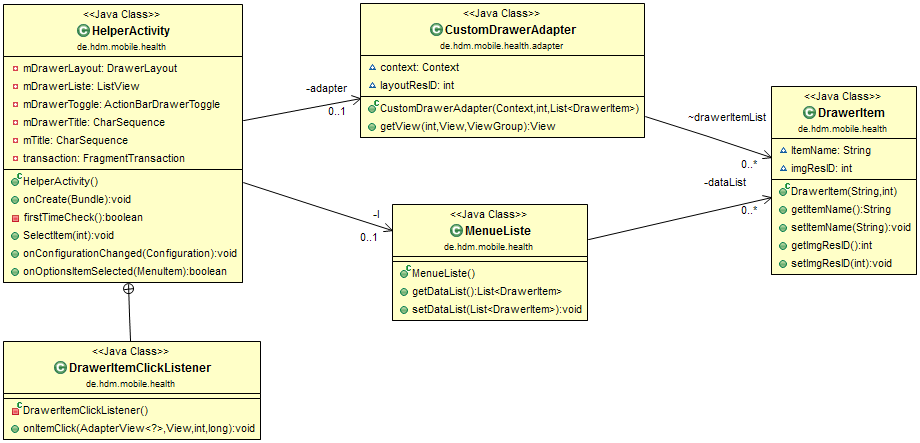 <<Java Class>>
HelperActivity
de.hdm.mobile.health
mDrawerLayout: DrawerLayout
mDrawerListe: ListView
mDrawerToggle: ActionBarDrawerToggle
mDrawerTitle: CharSequence
mTitle: CharSequence
transaction: FragmentTransaction
HelperActivity()
onCreate(Bundle):void
firstTimeCheck():boolean
SelectItem(int):void
onConfigurationChanged(Configuration):void
onOptionsItemSelected(MenuItem):boolean
-adapter
0..1
<<Java Class>>
CustomDrawerAdapter
de.hdm.mobile.health.adapter
context: Context
layoutResID: int
CustomDrawerAdapter(Context,int,List<DrawerItem>)
getView(int,View,ViewGroup):View
~drawerItemList
0..*
<<Java Class>>
DrawerItem
de.hdm.mobile.health
ItemName: String
imgResID: int
DrawerItem(String,int)
getItemName():String
setItemName(String):void
getImgResID():int
setImgResID(int):void
-dataList
0..*
-l
0..1
<<Java Class>>
MenueListe
de.hdm.mobile.health
MenueListe()
getDataList():List<DrawerItem>
setDataList(List<DrawerItem>):void
<<Java Class>>
DrawerItemClickListener
de.hdm.mobile.health
DrawerItemClickListener()
onItemClick(AdapterView<?>,View,int,long):void